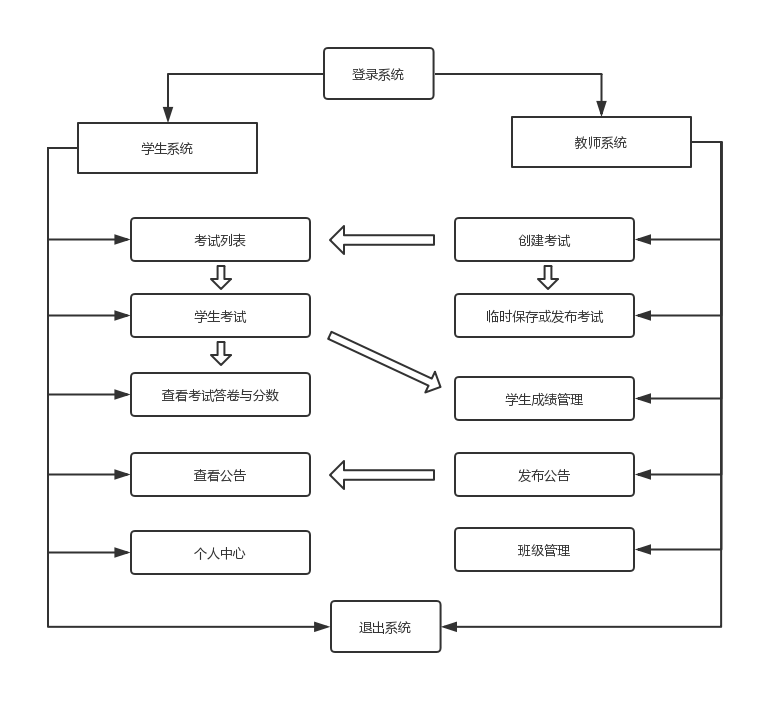 登录系统
学生系统
教师系统
考试列表
创建考试
学生考试
临时保存或发布考试
查看考试答卷与分数
学生成绩管理
查看公告
发布公告
个人中心
班级管理
退出系统